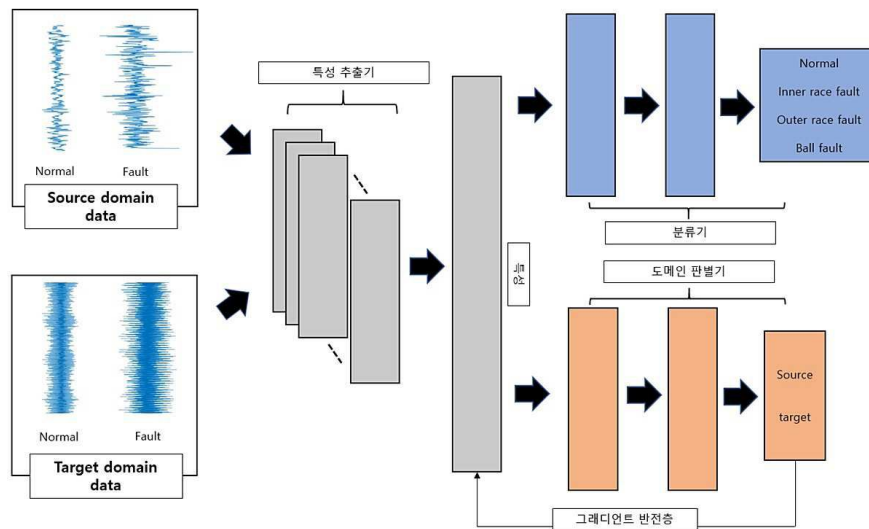 Normal
Fault
Source domain
data
Normal
Fault
Target domain
data
특성 추출기
특성
Normal
Inner race fault
Outer race fault
Ball fault
분류기
도메인 판별기
Source
target
그래디언트 반전층